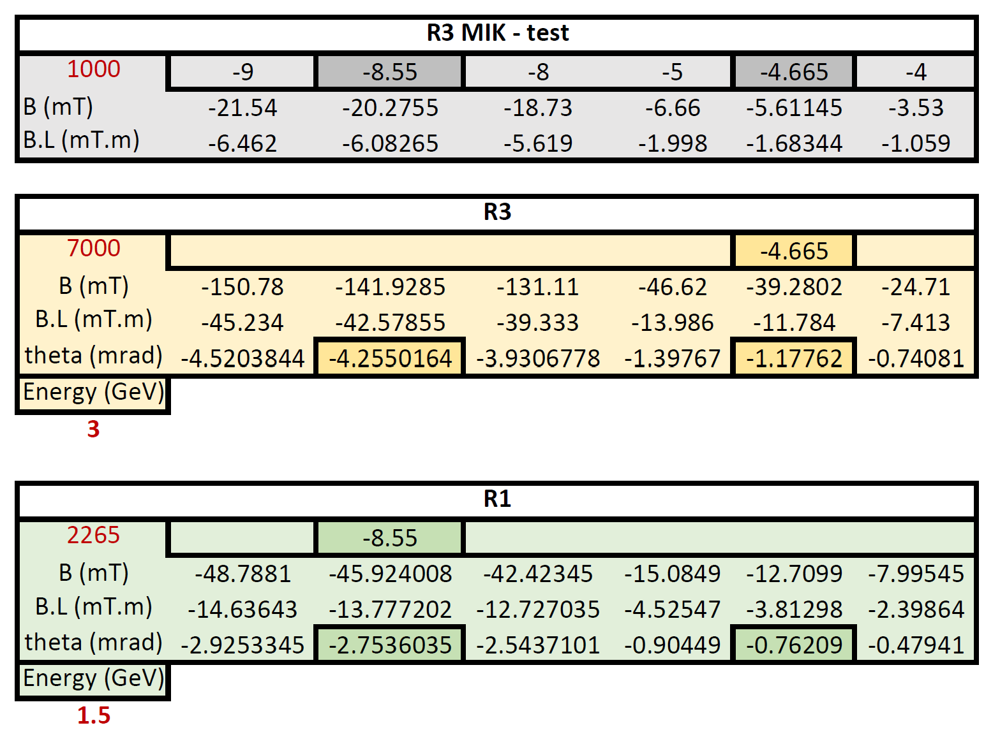 R3 MIK - test
1000 -9 -8.55 -8 -5 -4.665 -4
B (mT) -21.54 -20.2755 -18.73 -6.66 -5.61145 -3.53
B.L (mT.m) -6.462 -6.08265 -5.619 -1.998 -1.68344 -1.059
R3
7000 -4.665
B (mT) -150.78 -141.9285 -131.11 -46.62 -39.2802 -24.71
B.L (mT.m) -45.234 -42.57855 -39.333 -13.986 -11.784 -7.413
theta (mrad) -4.5203844 -4.2550164 -3.9306778 -1.39767 -1.17762 -0.74081
Energy (GeV)
3
R1
2265 -8.55
B (mT) -48.7881 -45.924008 -42.42345 -15.0849 -12.7099 -7.99545
B.L (mT.m) -14.63643 -13.777202 -12.727035 -4.52547 -3.81298 -2.39864
theta (mrad) -2.9253345 -2.7536035 -2.5437101 -0.90449 -0.76209 -0.47941
Energy (GeV)
1.5